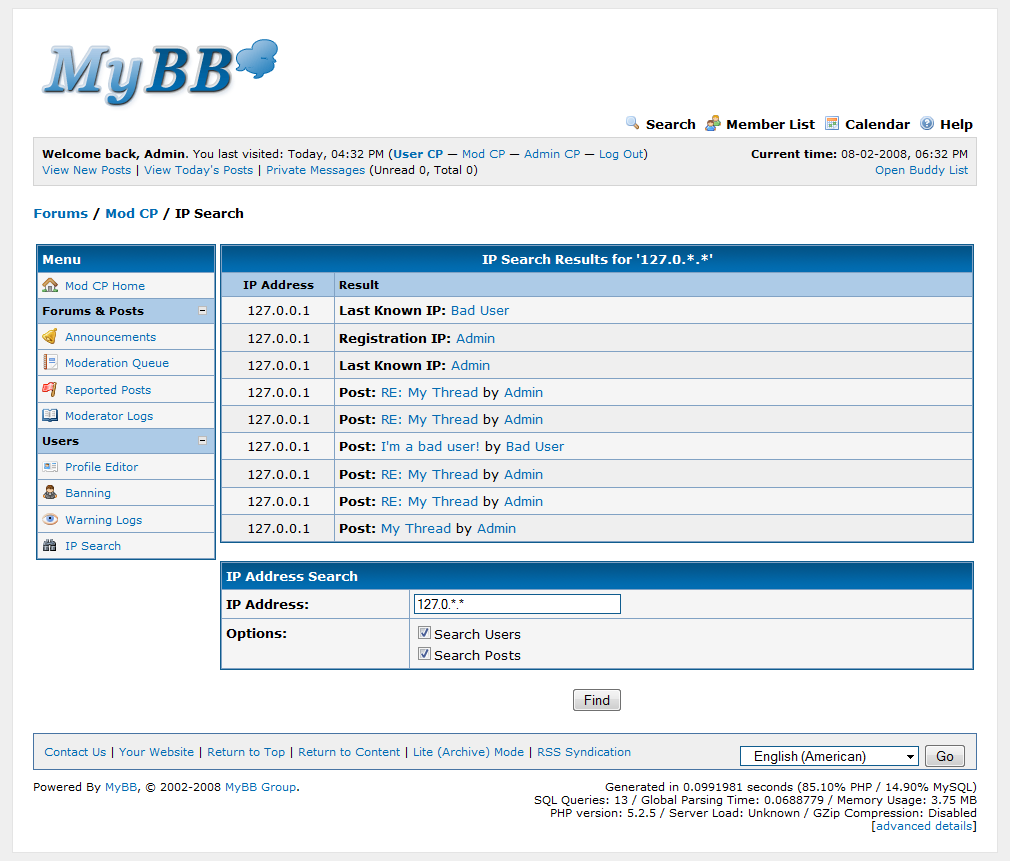 MyBB
Search Member List Calendar Help
Welcome back, Admin. You last visited: Today, 04:32 PM (User CP — Mod CP — Admin CP — Log Out)
Current time: 08-02-2008, 06:32 PM
View New Posts | View Today's Posts | Private Messages (Unread 0, Total 0)
Open Buddy List
Forums / Mod CP / IP Search
Menu
Mod CP Home
Forums & Posts
Announcements
Moderation Queue
Reported Posts
Moderator Logs
Users
Profile Editor
Banning
Warning Logs
IP Search
IP Search Results for '127.0.*.*'
IP Address Result
127.0.0.1 Last Known IP: Bad User
127.0.0.1 Registration IP: Admin
127.0.0.1 Last Known IP: Admin
127.0.0.1 Post: RE: My Thread by Admin
127.0.0.1 Post: RE: My Thread by Admin
127.0.0.1 Post: I'm a bad user! by Bad User
127.0.0.1 Post: RE: My Thread by Admin
127.0.0.1 Post: RE: My Thread by Admin
127.0.0.1 Post: My Thread by Admin
IP Address Search
IP Address: 127.0.*.*
Options: Search Users
Search Posts
Find
Contact Us | Your Website | Return to Top | Return to Content | Lite (Archive) Mode | RSS Syndication
English (American) Go
Powered By MyBB, © 2002-2008 MyBB Group.
Generated in 0.0991981 seconds (85.10% PHP / 14.90% MySQL)
SQL Queries: 13 / Global Parsing Time: 0.0688779 / Memory Usage: 3.75 MB
PHP version: 5.2.5 / Server Load: Unknown / GZip Compression: Disabled
[advanced details]